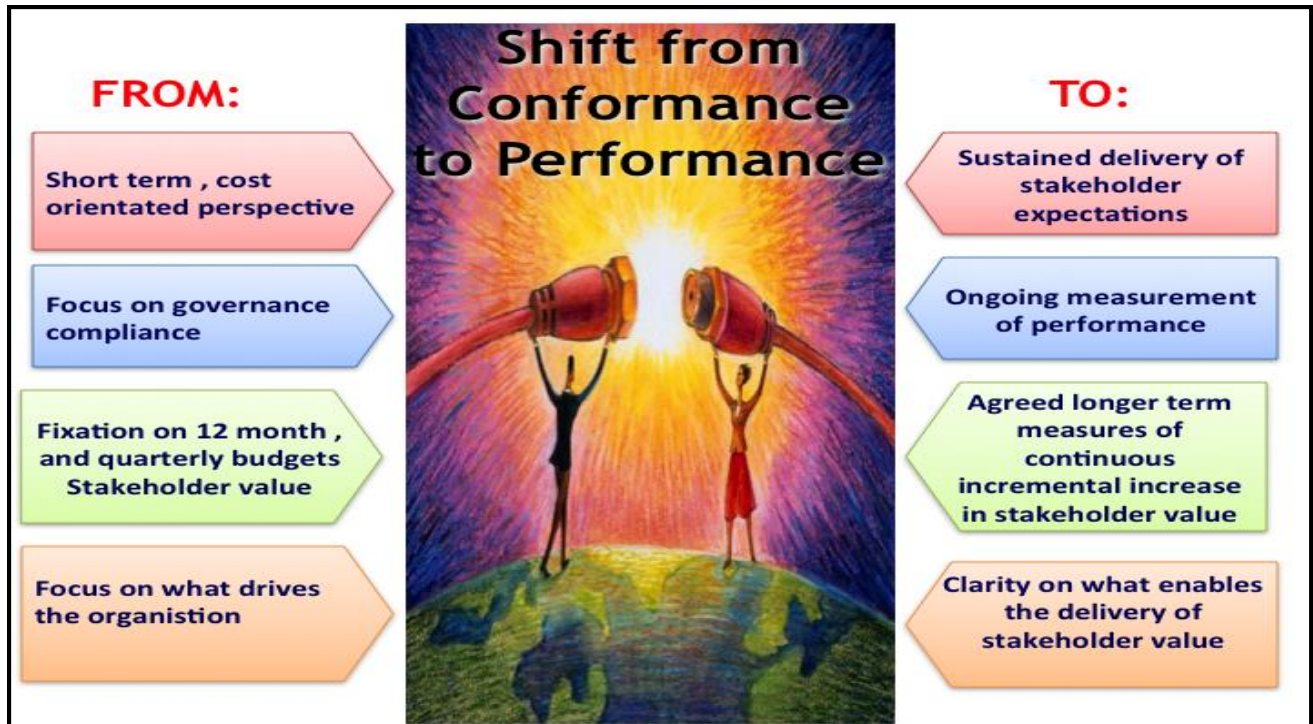 Shift from
Conformance
to Performance
FROM:
Short term , cost
orientated perspective
Focus on governance
compliance
Fixation on 12 month ,
and quarterly budgets
Stakeholder value
Focus on what drives
the organistion
TO:
Sustained delivery of
stakeholder
expectations
Ongoing measurement
of performance
Agreed longer term
measures of
continuous
incremental increase
in stakeholder value
Clarity on what enables
the delivery of
stakeholder value